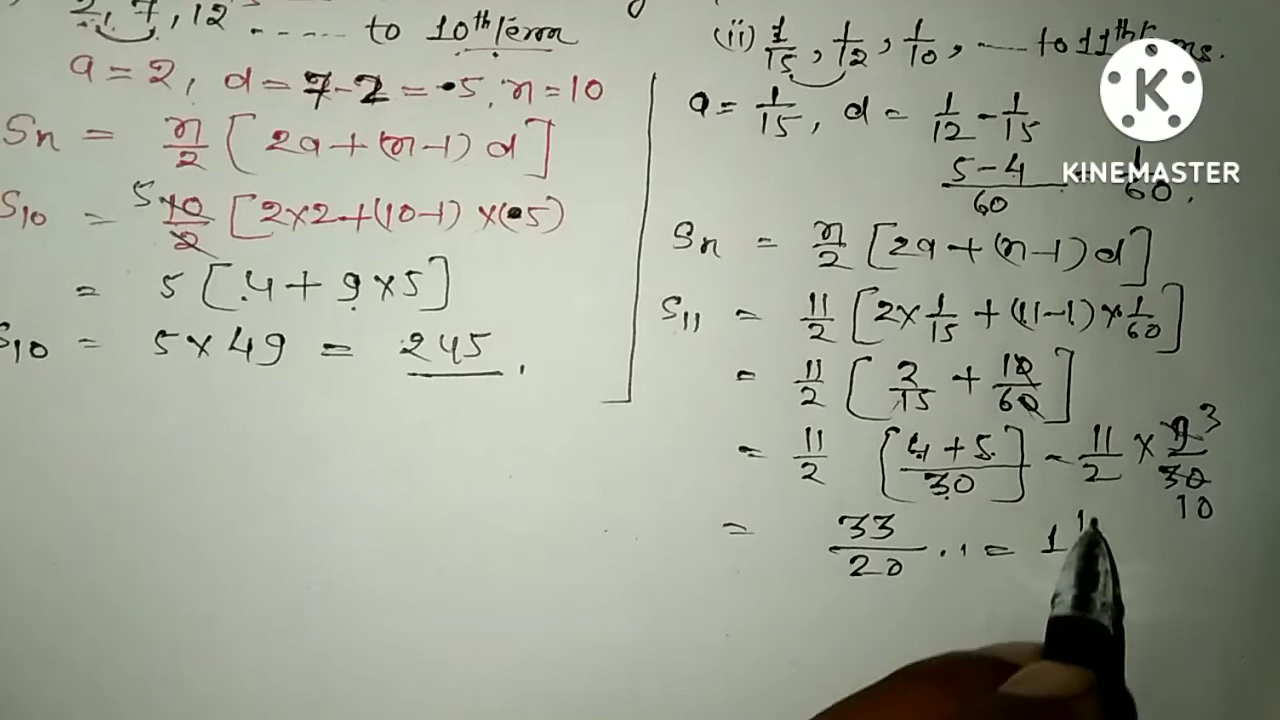 2, 7, 12 ...... to 10th term
a = 2, d = 7-2 = 5, n = 10
Sn = n/2 [2a+(n-1)d]
S10 = 5 10/2 [2×2+(10-1)×(5)
= 5[4+9×5]
S10 = 5×49 = 245.
(ii) 1/15, 1/12, 1/10, .... to 11th
a = 1/15, d = 1/12 - 1/15
5-4/60 1/60.
Sn = n/2 [2a+(n-1)d]
S11 = 11/2 [2×1/15+(11-1)×1/60]
= 11/2 [2/15 + 10/60]
= 11/2 [4+5/30] = 11/2 × 9/30 3 10
= 33/20 = 1
K
KINEMASTER